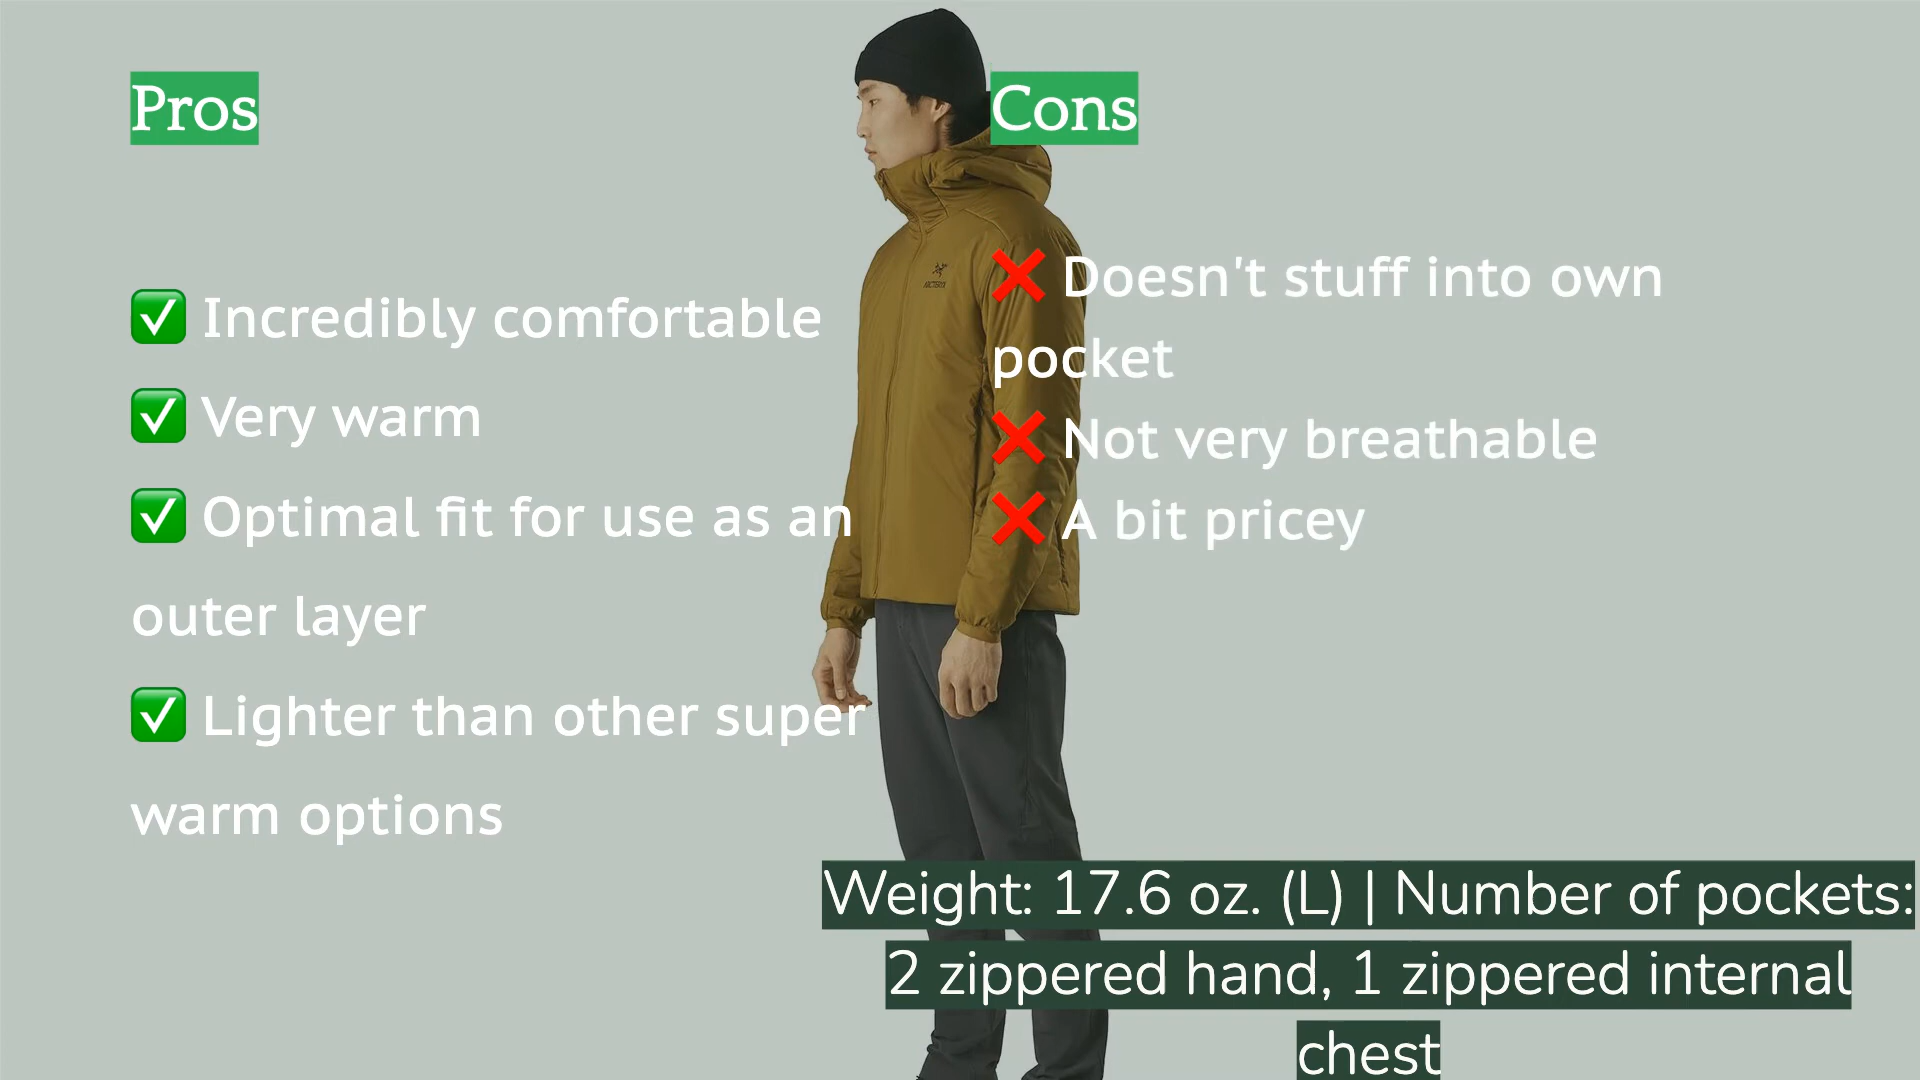 Pros
✅ Incredibly comfortable
✅ Very warm
✅ Optimal fit for use as an
outer layer
✅ Lighter than other super
warm options
Cons
❌ Doesn't stuff into own
pocket
❌ Not very breathable
❌ A bit pricey
ARC'TERYX
Weight: 17.6 oz. (L) | Number of pockets:
2 zippered hand, 1 zippered internal
chest